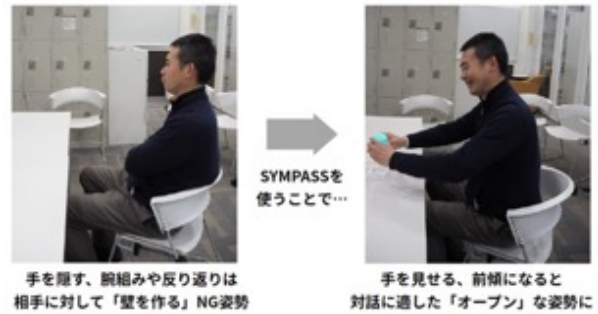 SYMPASSを
使うことで…
手を隠す、腕組みや反り返りは
相手に対して「壁を作る」NG姿勢
手を見せる、前傾になると
対話に適した「オープン」な姿勢に